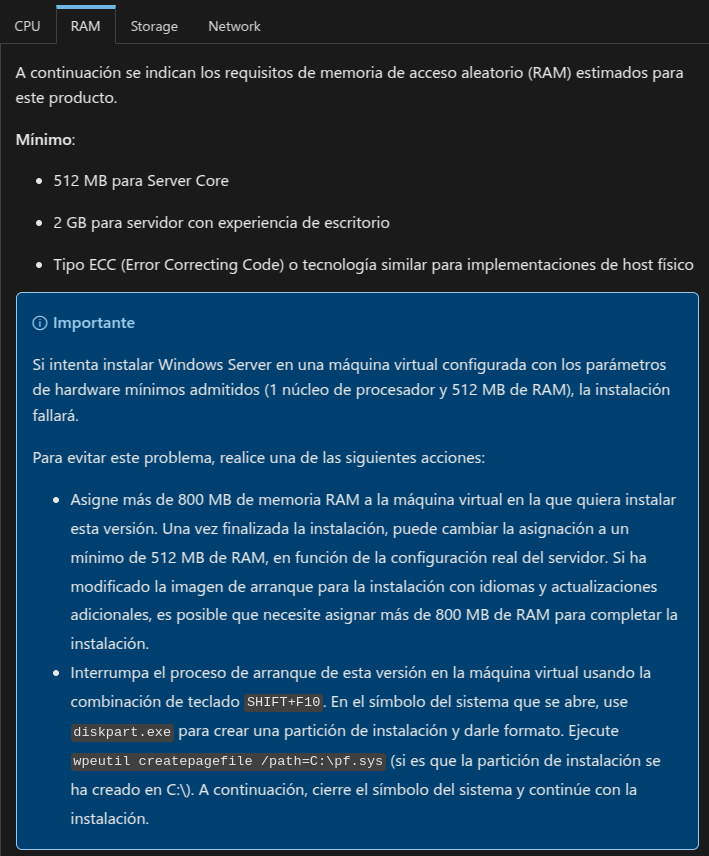 CPU
RAM
Storage
Network
A continuación se indican los requisitos de memoria de acceso aleatorio (RAM) estimados para
este producto.
Mínimo:
• 512 MB para Server Core
• 2 GB para servidor con experiencia de escritorio
• Tipo ECC (Error Correcting Code) o tecnología similar para implementaciones de host físico
Importante
Si intenta instalar Windows Server en una máquina virtual configurada con los parámetros
de hardware mínimos admitidos (1 núcleo de procesador y 512 MB de RAM), la instalación
fallará.
Para evitar este problema, realice una de las siguientes acciones:
• Asigne más de 800 MB de memoria RAM a la máquina virtual en la que quiera instalar
esta versión. Una vez finalizada la instalación, puede cambiar la asignación a un
mínimo de 512 MB de RAM, en función de la configuración real del servidor. Si ha
modificado la imagen de arranque para la instalación con idiomas y actualizaciones
adicionales, es posible que necesite asignar más de 800 MB de RAM para completar la
instalación.
• Interrumpa el proceso de arranque de esta versión en la máquina virtual usando la
combinación de teclado SHIFT+F10. En el símbolo del sistema que se abre, use
diskpart.exe para crear una partición de instalación y darle formato. Ejecute
wpeutil createpagefile /path=C:\pf.sys (si es que la partición de instalación se
ha creado en C:\). A continuación, cierre el símbolo del sistema y continúe con la
instalación.